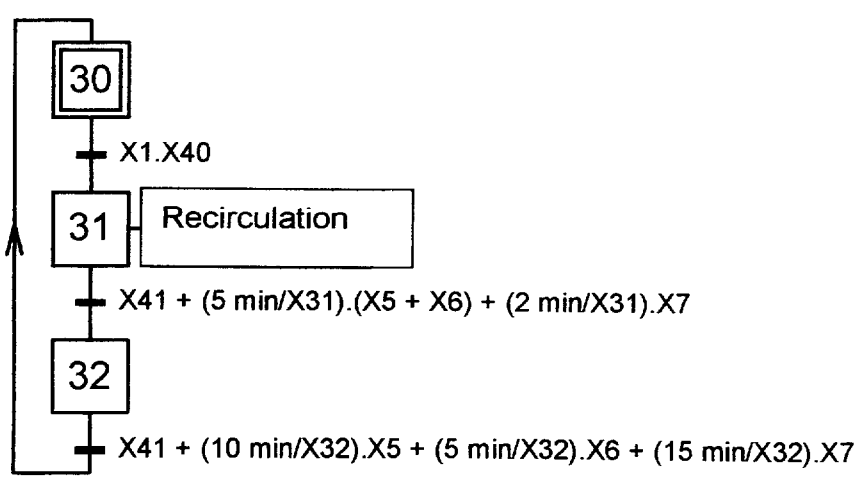 30
X1.X40
31
Recirculation
X41 + (5 min/X31).(X5 + X6) + (2 min/X31).X7
32
X41 + (10 min/X32).X5 + (5 min/X32).X6 + (15 min/X32).X7